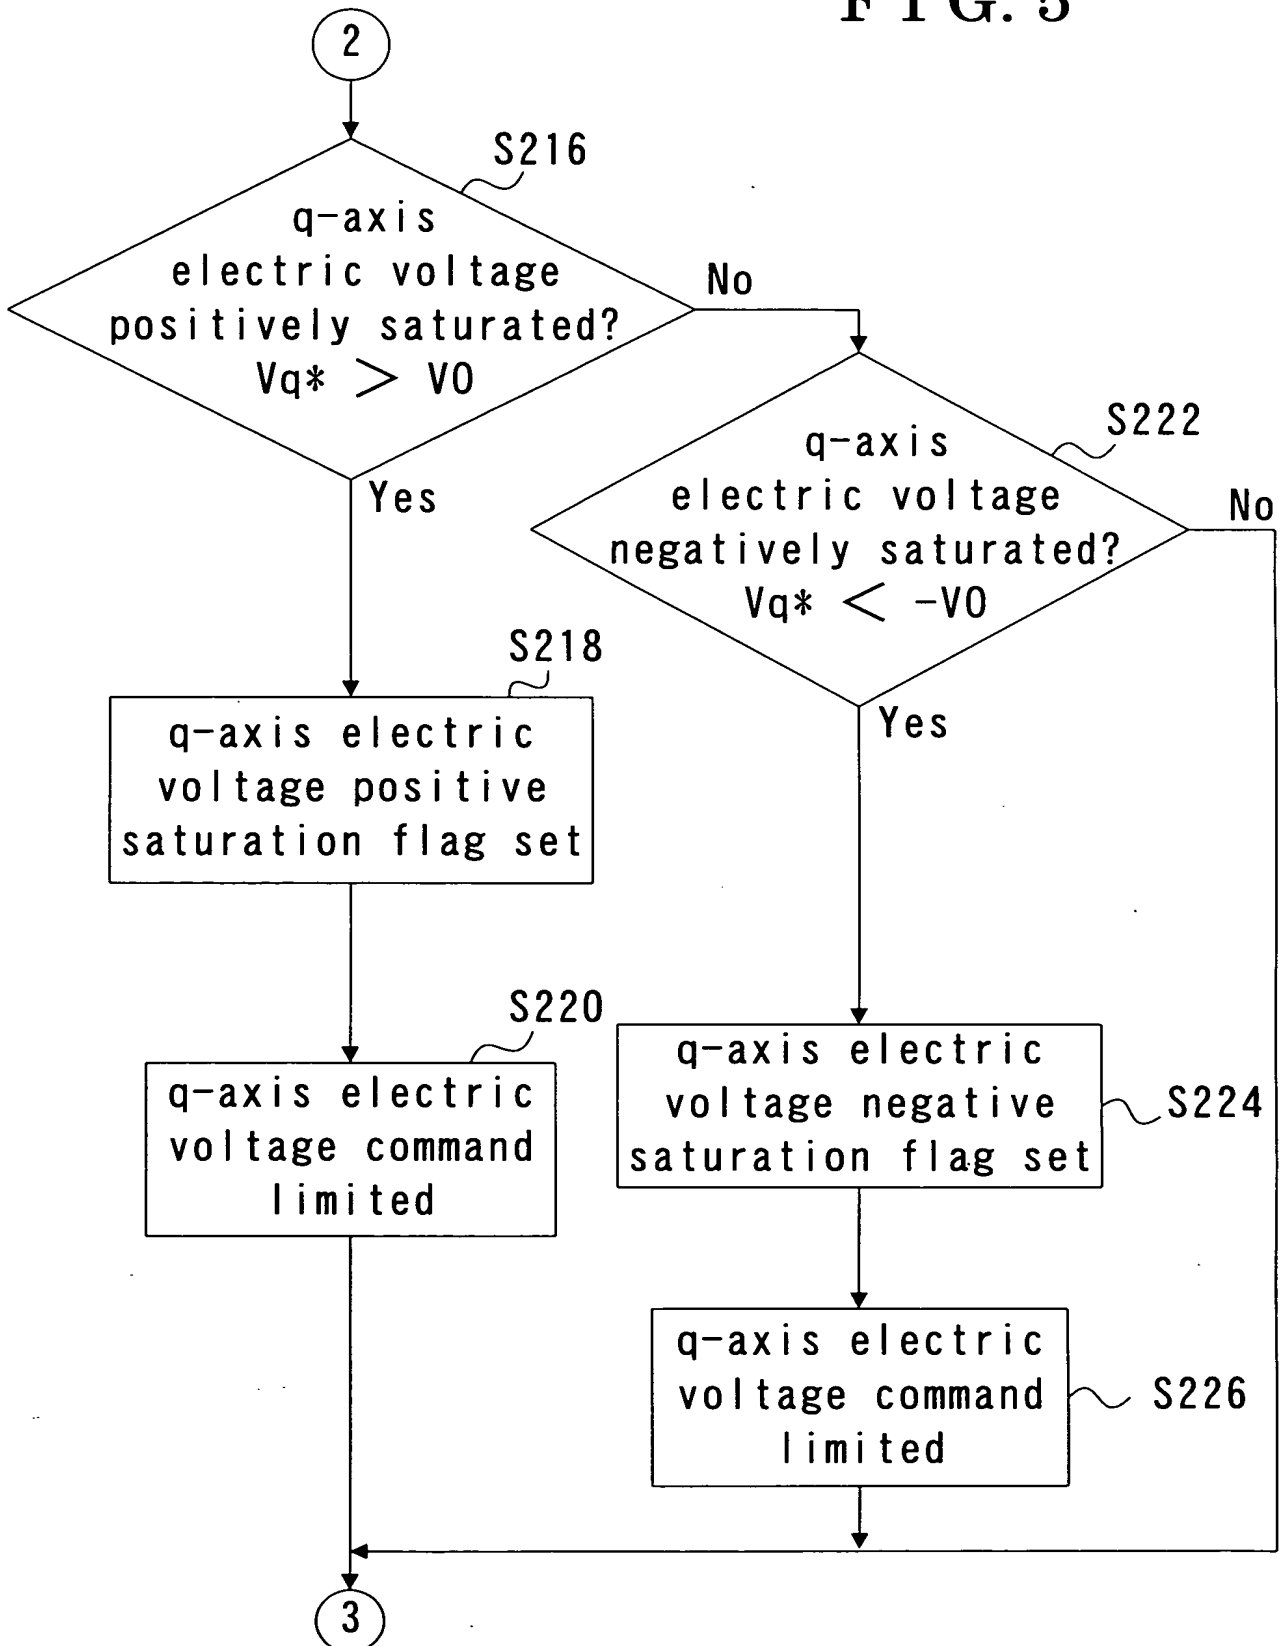 FIG. 5
2
S216
q-axis
electric voltage
positively saturated?
Vq* > V0
No
Yes
S222
q-axis
electric voltage
negatively saturated?
Vq* < -V0
No
Yes
S218
q-axis electric
voltage positive
saturation flag set
S220
q-axis electric
voltage command
limited
q-axis electric
voltage negative
saturation flag set
S224
q-axis electric
voltage command
limited
S226
3